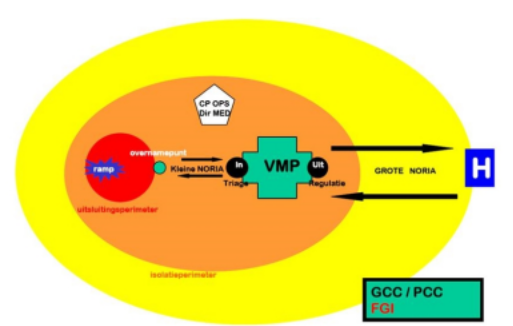 CP OPS
Dir MED
overnamepunt
ramp
Kleine NORIA
In
VMP
Uit
Triage
Regulatie
GROTE NORIA
H
uitsluitingsperimeter
isolatieperimeter
GCC / PCC
FGI